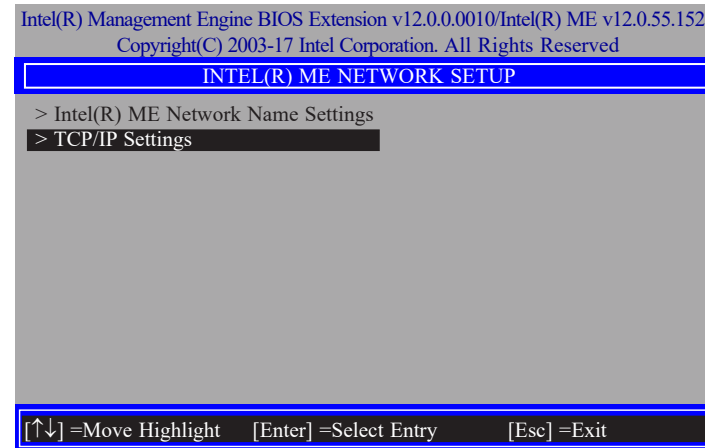 Intel(R) Management Engine BIOS Extension v12.0.0.0010/Intel(R) ME v12.0.55.152
Copyright(C) 2003-17 Intel Corporation. All Rights Reserved
INTEL(R) ME NETWORK SETUP
> Intel(R) ME Network Name Settings
> TCP/IP Settings
[↑↓] =Move Highlight [Enter] =Select Entry [Esc] =Exit